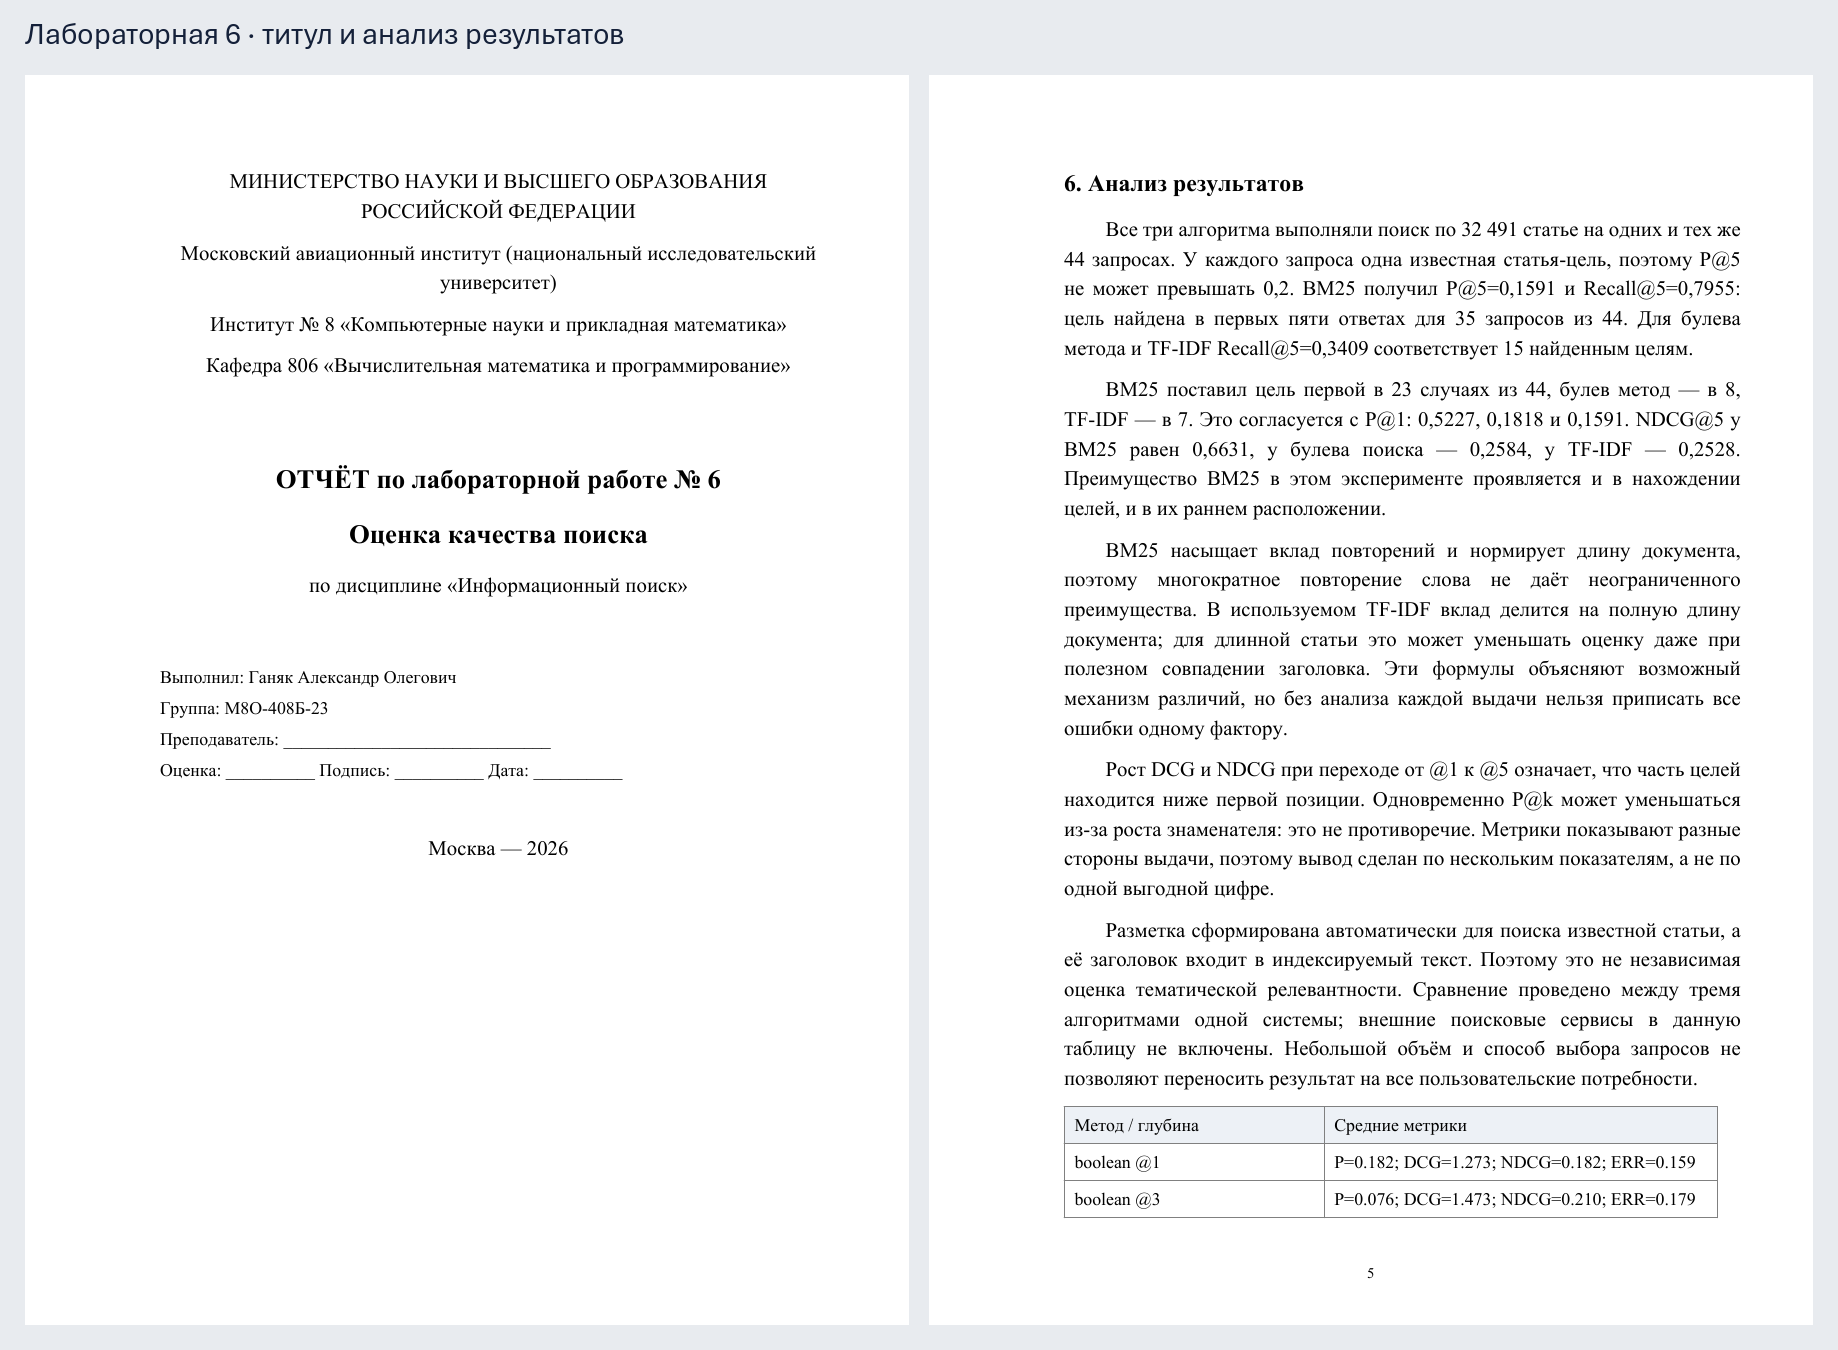 Лабораторная 6 · титул и анализ результатов
МИНИСТЕРСТВО НАУКИ И ВЫСШЕГО ОБРАЗОВАНИЯ
РОССИЙСКОЙ ФЕДЕРАЦИИ
Московский авиационный институт (национальный исследовательский
университет)
Институт № 8 «Компьютерные науки и прикладная математика»
Кафедра 806 «Вычислительная математика и программирование»
ОТЧЁТ по лабораторной работе № 6
Оценка качества поиска
по дисциплине «Информационный поиск»
Выполнил: Ганяк Александр Олегович
Группа: М8О-408Б-23
Преподаватель: ______________________________
Оценка: __________ Подпись: __________ Дата: __________
Москва — 2026
6. Анализ результатов
Все три алгоритма выполняли поиск по 32 491 статье на одних и тех же
44 запросах. У каждого запроса одна известная статья-цель, поэтому P@5
не может превышать 0,2. BM25 получил P@5=0,1591 и Recall@5=0,7955:
цель найдена в первых пяти ответах для 35 запросов из 44. Для булева
метода и TF-IDF Recall@5=0,3409 соответствует 15 найденным целям.
BM25 поставил цель первой в 23 случаях из 44, булев метод — в 8,
TF-IDF — в 7. Это согласуется с P@1: 0,5227, 0,1818 и 0,1591. NDCG@5 у
BM25 равен 0,6631, у булева поиска — 0,2584, у TF-IDF — 0,2528.
Преимущество BM25 в этом эксперименте проявляется и в нахождении
целей, и в их раннем расположении.
BM25 насыщает вклад повторений и нормирует длину документа,
поэтому многократное повторение слова не даёт неограниченного
преимущества. В используемом TF-IDF вклад делится на полную длину
документа; для длинной статьи это может уменьшать оценку даже при
полезном совпадении заголовка. Эти формулы объясняют возможный
механизм различий, но без анализа каждой выдачи нельзя приписать все
ошибки одному фактору.
Рост DCG и NDCG при переходе от @1 к @5 означает, что часть целей
находится ниже первой позиции. Одновременно P@k может уменьшаться
из-за роста знаменателя: это не противоречие. Метрики показывают разные
стороны выдачи, поэтому вывод сделан по нескольким показателям, а не по
одной выгодной цифре.
Разметка сформирована автоматически для поиска известной статьи, а
её заголовок входит в индексируемый текст. Поэтому это не независимая
оценка тематической релевантности. Сравнение проведено между тремя
алгоритмами одной системы; внешние поисковые сервисы в данную
таблицу не включены. Небольшой объём и способ выбора запросов не
позволяют переносить результат на все пользовательские потребности.
Метод / глубина Средние метрики
boolean @1 P=0.182; DCG=1.273; NDCG=0.182; ERR=0.159
boolean @3 P=0.076; DCG=1.473; NDCG=0.210; ERR=0.179
5